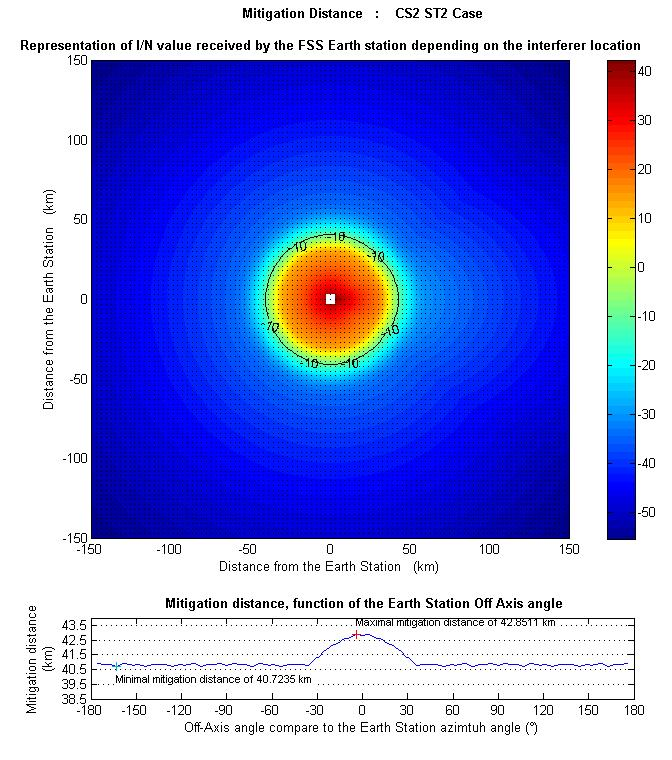 Mitigation Distance : CS2 ST2 Case
Representation of I/N value received by the FSS Earth station depending on the interferer location
150
100
50
0
-50
-100
-150
Distance from the Earth Station (km)
-10
-10
-10
-10
-10
-10
-10
-150 -100 -50 0 50 100 150
Distance from the Earth Station (km)
40
30
20
10
0
-10
-20
-30
-40
-50
Mitigation distance, function of the Earth Station Off Axis angle
Maximal mitigation distance of 42.8511 km
Minimal mitigation distance of 40.7235 km
43.5
42.5
41.5
40.5
39.5
38.5
Mitigation distance
(km)
-180 -150 -120 -90 -60 -30 0 30 60 90 120 150 180
Off-Axis angle compare to the Earth Station azimtuh angle (°)